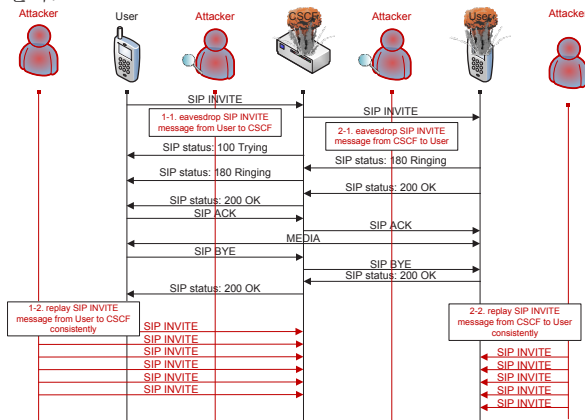 Attacker
User
Attacker
CSCF
Attacker
User
Attacker
SIP INVITE
SIP INVITE
1-1. eavesdrop SIP INVITE
message from User to CSCF
2-1. eavesdrop SIP INVITE
message from CSCF to User
SIP status: 100 Trying
SIP status: 180 Ringing
SIP status: 180 Ringing
SIP status: 200 OK
SIP status: 200 OK
SIP ACK
SIP ACK
MEDIA
SIP BYE
SIP BYE
SIP status: 200 OK
SIP status: 200 OK
1-2. replay SIP INVITE
message from User to CSCF
consistently
2-2. replay SIP INVITE
message from CSCF to User
consistently
SIP INVITE
SIP INVITE
SIP INVITE
SIP INVITE
SIP INVITE
SIP INVITE
SIP INVITE
SIP INVITE
SIP INVITE
SIP INVITE
SIP INVITE